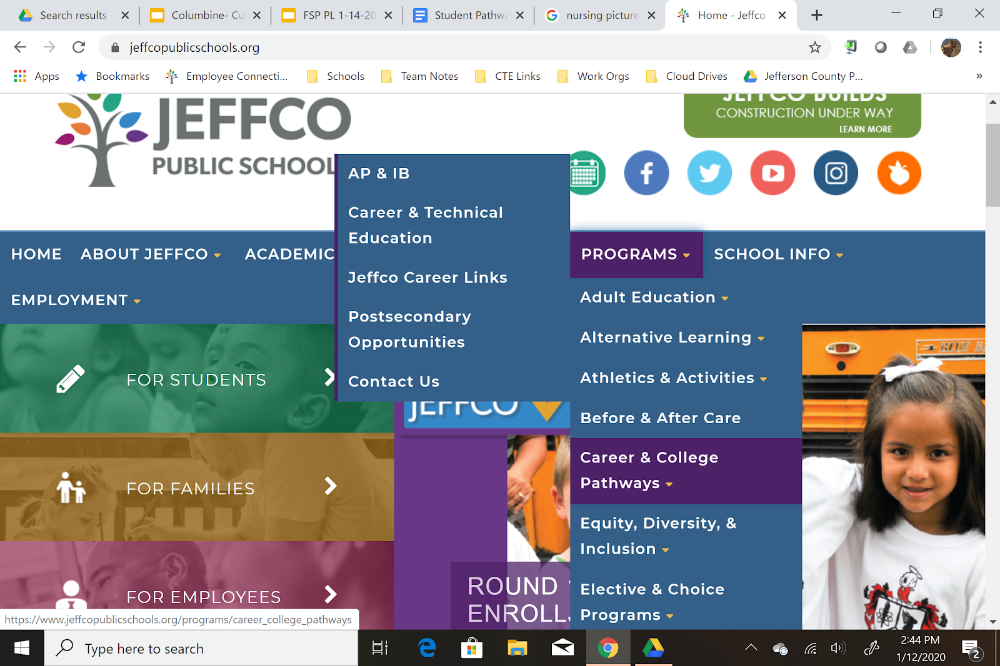 Search results -
Columbine- Cu
FSP PL 1-14-20
Student Pathwa
nursing picture
Home - Jeffco
jeffcopublicschools.org
Apps
Bookmarks
Employee Connecti...
Schools
Team Notes
CTE Links
Work Orgs
Cloud Drives
Jefferson County P...
»
JEFFCO
PUBLIC SCHOOL
JEFFCO BUILDS
CONSTRUCTION UNDER WAY
LEARN MORE
HOME
ABOUT JEFFCO
ACADEMIC
PROGRAMS
SCHOOL INFO
EMPLOYMENT
AP & IB
Career & Technical
Education
Jeffco Career Links
Postsecondary
Opportunities
Contact Us
Adult Education
Alternative Learning
Athletics & Activities
Before & After Care
Career & College
Pathways
Equity, Diversity, &
Inclusion
Elective & Choice
Programs
FOR STUDENTS
FOR FAMILIES
FOR EMPLOYEES
JEFFCO
ROUND
ENROLL
BLUE B
https://www.jeffcopublicschools.org/programs/career_college_pathways
Type here to search
2:44 PM
1/12/2020
2